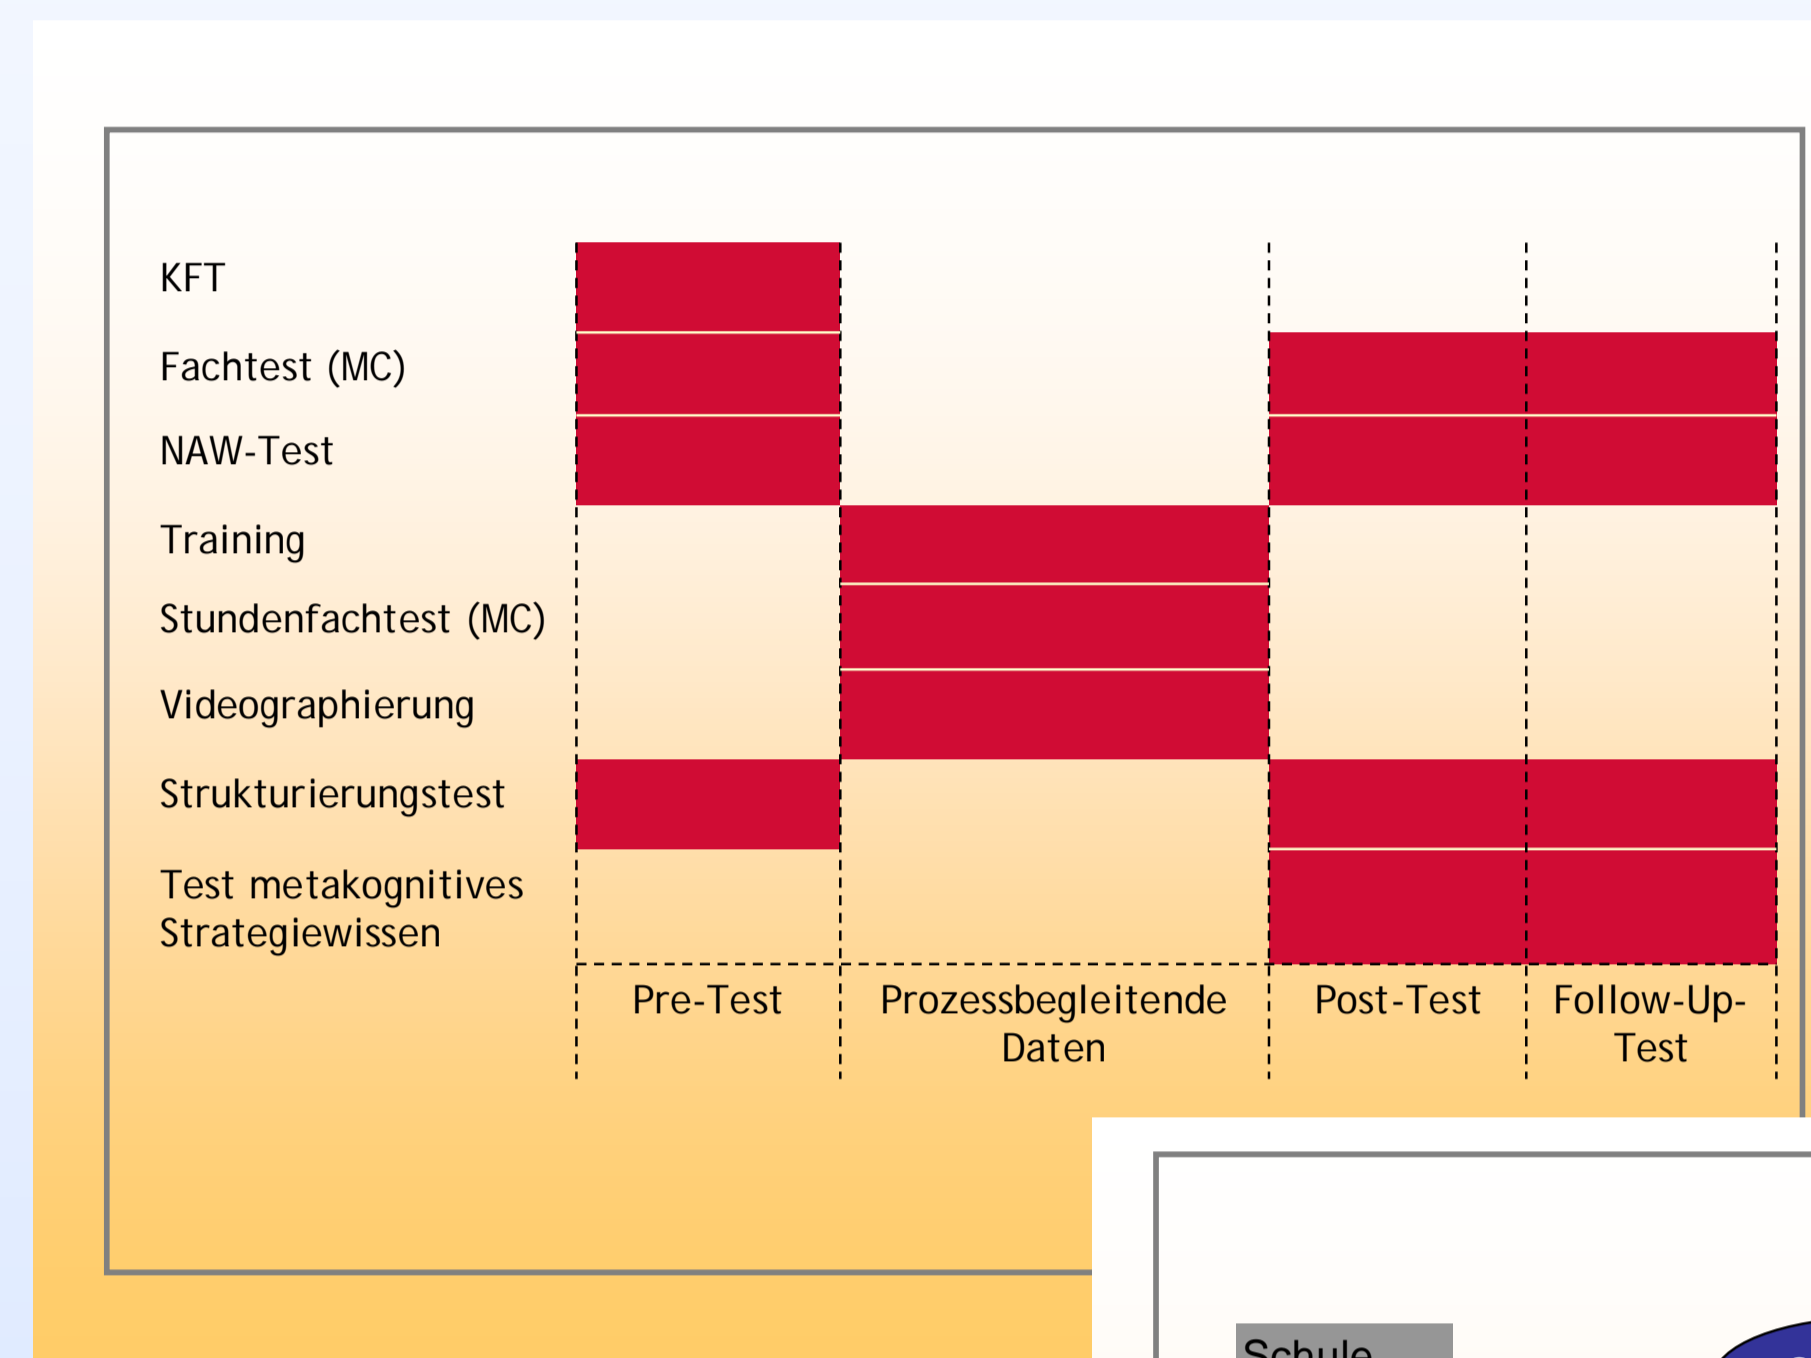 KFT
Fachtest (MC)
NAW-Test
Training
Stundenfachtest (MC)
Videographierung
Strukturierungstest
Test metakognitives
Strategiewissen
Pre-Test
Prozessbegleitende
Daten
Post-Test
Follow-Up-
Test
Schule